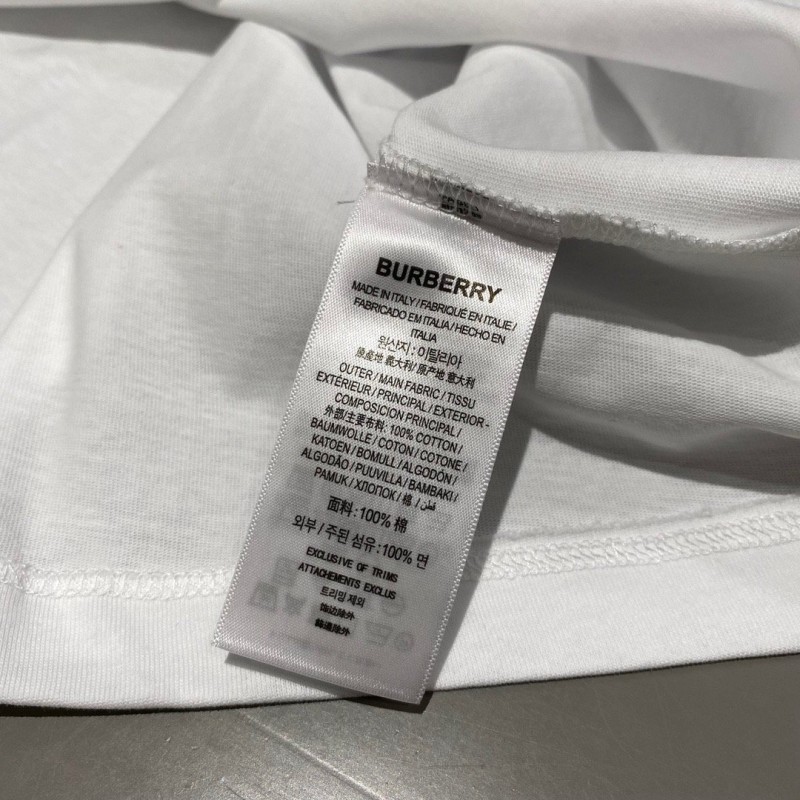 BURBERRY
MADE IN ITALY/FABRIQUÉ EN ITALIE/
FABRICADO EM ITALIA/HECHO EN
ITALIA
원산지 : 이탈리아
原產地 義大利/ 原产地 意大利
OUTER / MAIN FABRIC / TISSU
EXTÉRIEUR / PRINCIPAL / EXTERIOR -
COMPOSICION PRINCIPAL /
外部/主要布料: 100% COTTON /
BAUMWOLLE / COTON / COTONE /
KATOEN / BOMULL / ALGODÓN /
ALGODÃO / PUUVILLA / BAMBAKI /
PAMUK / ХЛОПОК / 棉 / قطن
面料 : 100% 棉
외부 / 주된 섬유 : 100% 면
EXCLUSIVE OF TRIMS
ATTACHEMENTS EXCLUS
트리밍 제외
饰边除外